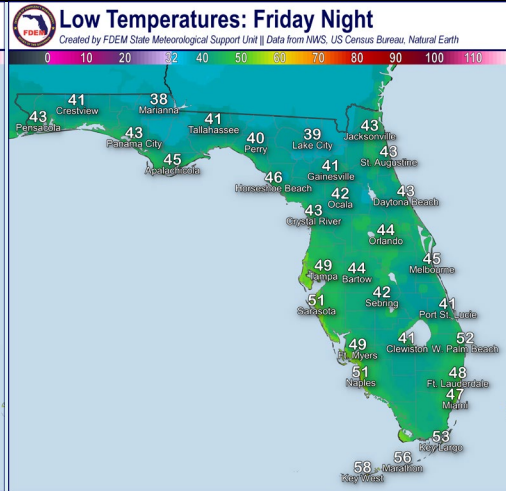 FDEM
Low Temperatures: Friday Night
Created by FDEM State Meteorological Support Unit || Data from NWS, US Census Bureau, Natural Earth
0 10 20 32 40 50 60 70 80 90 100 110
41
Crestview
38
Marianna
43
Pensacola
43
Panama City
41
Tallahassee
45
Apalachicola
40
Perry
39
Lake City
43
Jacksonville
43
St. Augustine
41
Gainesville
46
Horseshoe Beach
42
Ocala
43
Daytona Beach
43
Crystal River
44
Orlando
49
Tampa
44
Bartow
45
Melbourne
51
Sarasota
42
Sebring
41
Port St. Lucie
49
Ft. Myers
41
Clewiston
52
W. Palm Beach
51
Naples
48
Ft. Lauderdale
47
Miami
53
Key Largo
56
Marathon
58
Key West